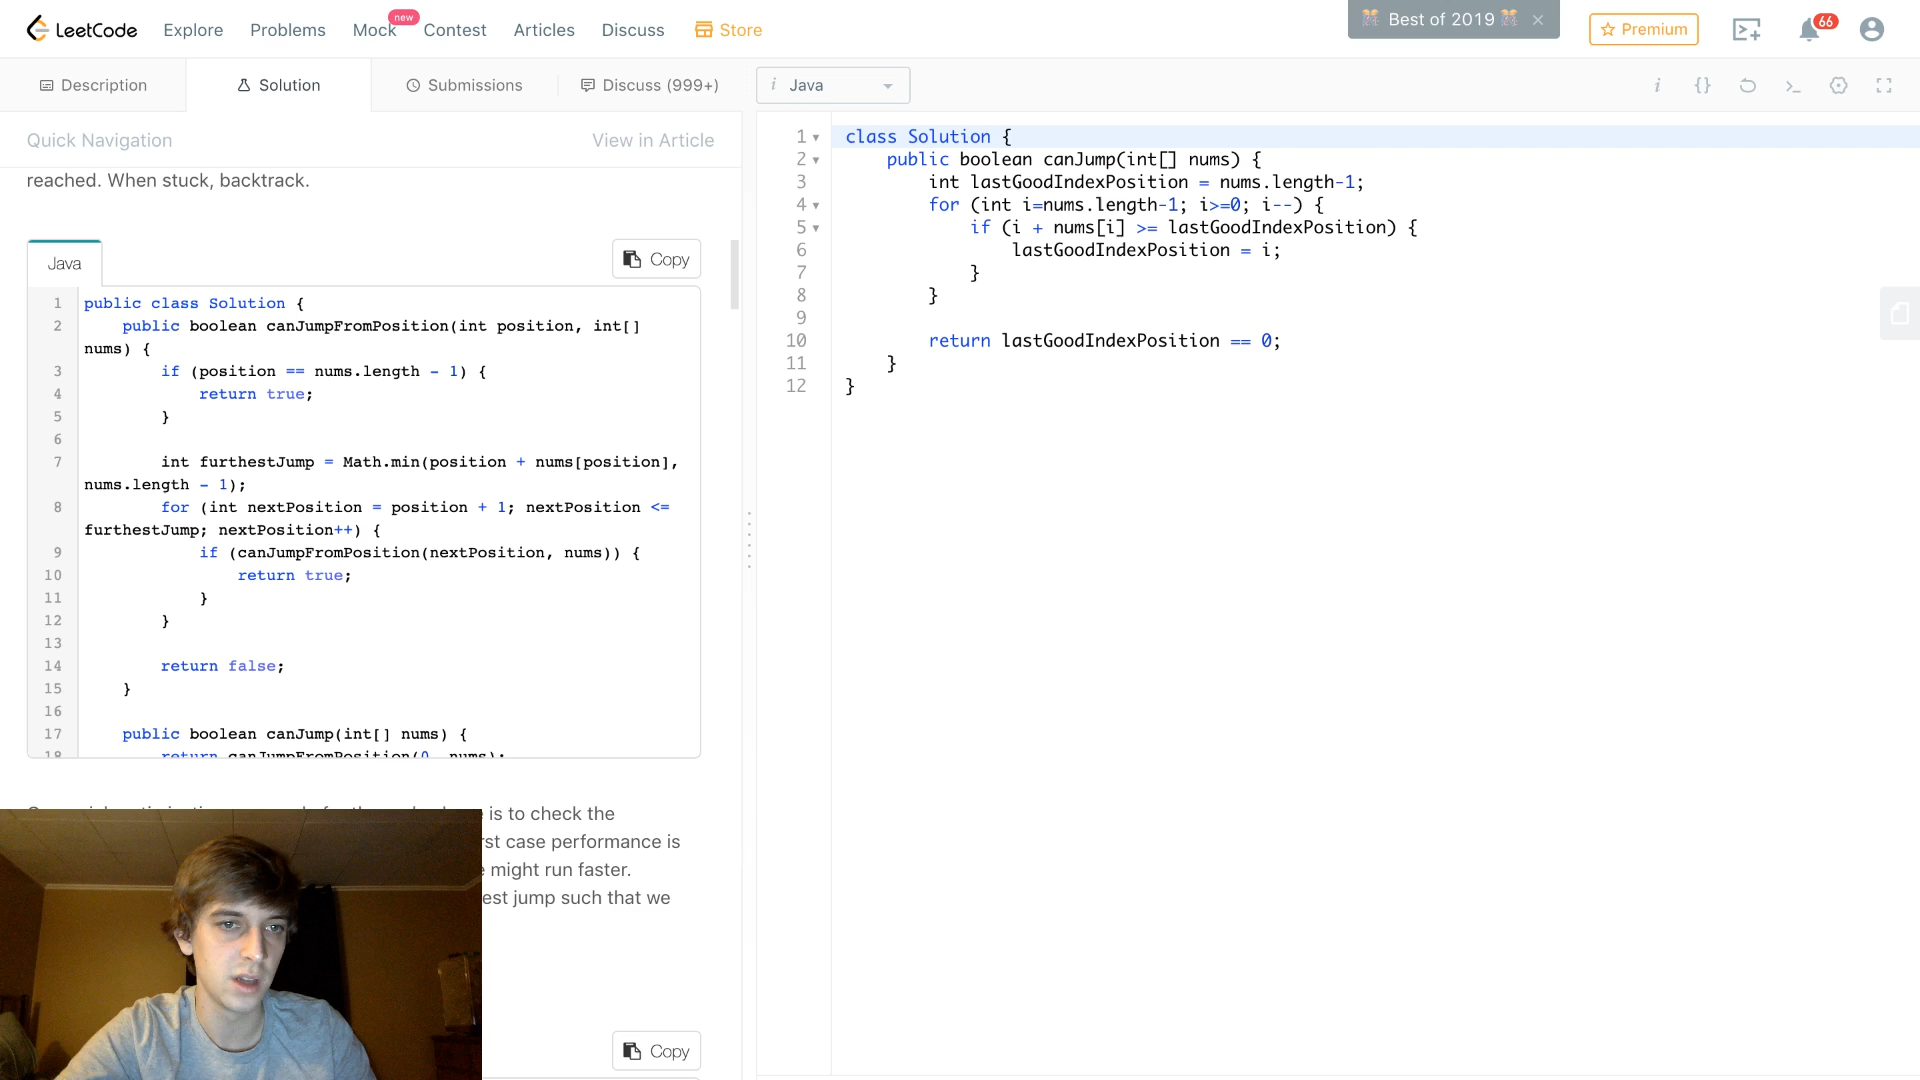 LeetCode Explore Problems Mock new Contest Articles Discuss Store Best of 2019 × Premium 66
Description Solution Submissions Discuss (999+) i Java i {}
Quick Navigation View in Article
reached. When stuck, backtrack.
Java Copy
1 public class Solution {
2 public boolean canJumpFromPosition(int position, int[]
nums) {
3 if (position == nums.length - 1) {
4 return true;
5 }
6
7 int furthestJump = Math.min(position + nums[position],
nums.length - 1);
8 for (int nextPosition = position + 1; nextPosition <=
furthestJump; nextPosition++) {
9 if (canJumpFromPosition(nextPosition, nums)) {
10 return true;
11 }
12 }
13
14 return false;
15 }
16
17 public boolean canJump(int[] nums) {
18 return canJumpFromPosition(0, nums);
is to check the
case performance is
might run faster.
jump such that we
Copy
1 class Solution {
2 public boolean canJump(int[] nums) {
3 int lastGoodIndexPosition = nums.length-1;
4 for (int i=nums.length-1; i>=0; i--) {
5 if (i + nums[i] >= lastGoodIndexPosition) {
6 lastGoodIndexPosition = i;
7 }
8 }
9
10 return lastGoodIndexPosition == 0;
11 }
12 }